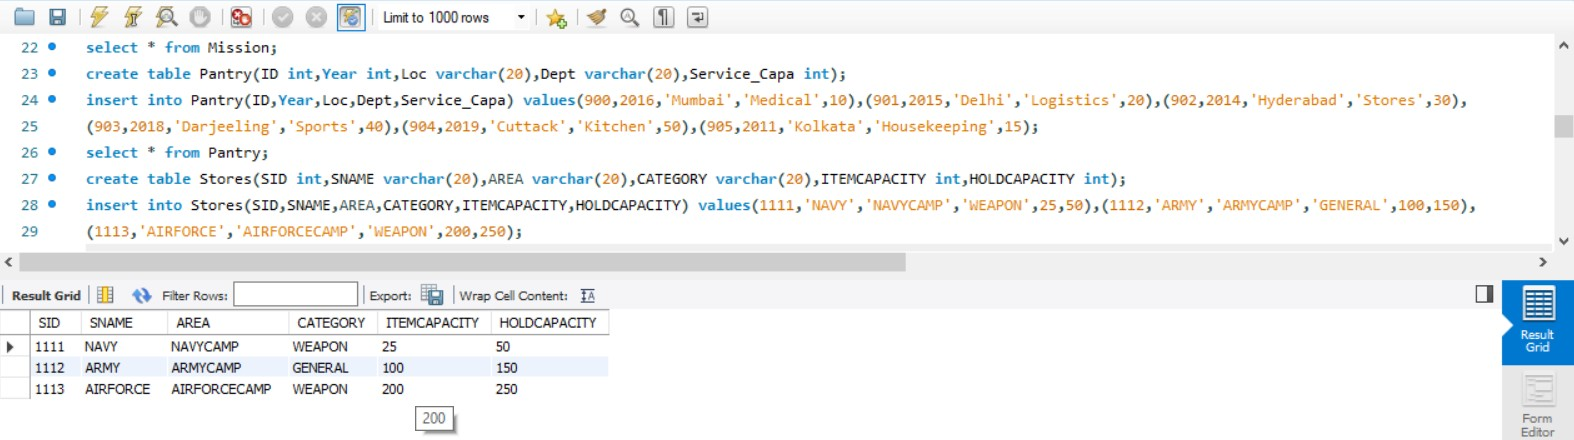 Limit to 1000 rows
22 select * from Mission;
23 create table Pantry(ID int,Year int,Loc varchar(20),Dept varchar(20),Service_Capa int);
24 insert into Pantry(ID,Year,Loc,Dept,Service_Capa) values(900,2016,'Mumbai','Medical',10),(901,2015,'Delhi','Logistics',20),(902,2014,'Hyderabad','Stores',30),
25 (903,2018,'Darjeeling','Sports',40),(904,2019,'Cuttack','Kitchen',50),(905,2011,'Kolkata','Housekeeping',15);
26 select * from Pantry;
27 create table Stores(SID int,SNAME varchar(20),AREA varchar(20),CATEGORY varchar(20),ITEMCAPACITY int,HOLDCAPACITY int);
28 insert into Stores(SID,SNAME,AREA,CATEGORY,ITEMCAPACITY,HOLDCAPACITY) values(1111,'NAVY','NAVYCAMP','WEAPON',25,50),(1112,'ARMY','ARMYCAMP','GENERAL',100,150),
29 (1113,'AIRFORCE','AIRFORCECAMP','WEAPON',200,250);
Result Grid Filter Rows: Export: Wrap Cell Content: IA
SID SNAME AREA CATEGORY ITEMCAPACITY HOLDCAPACITY
1111 NAVY NAVYCAMP WEAPON 25 50
1112 ARMY ARMYCAMP GENERAL 100 150
1113 AIRFORCE AIRFORCECAMP WEAPON 200 250
200
Result
Grid
Form
Editor